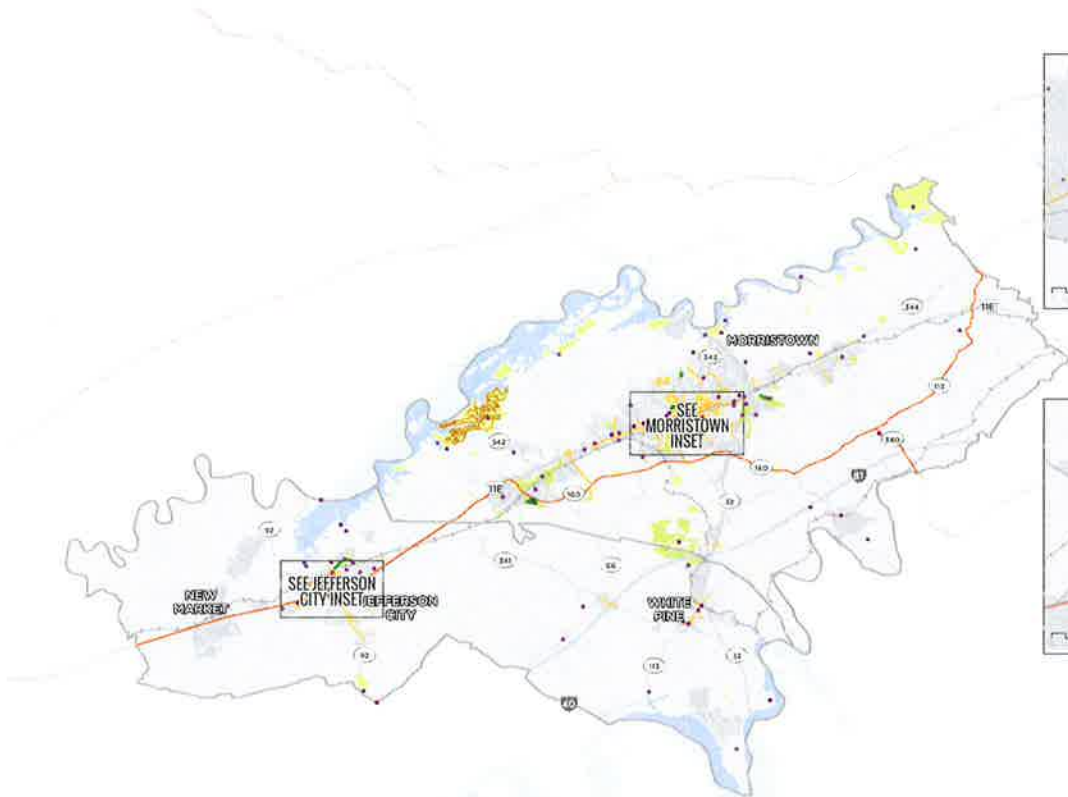 344
11E
MORRISTOWN
343
113
SEE
MORRISTOWN
INSET
342
340
160
81
11E
160
32
92
341
66
SEE JEFFERSON
CITY INSET
NEW
MARKET
JEFFERSON
CITY
WHITE
PINE
92
113
32
40